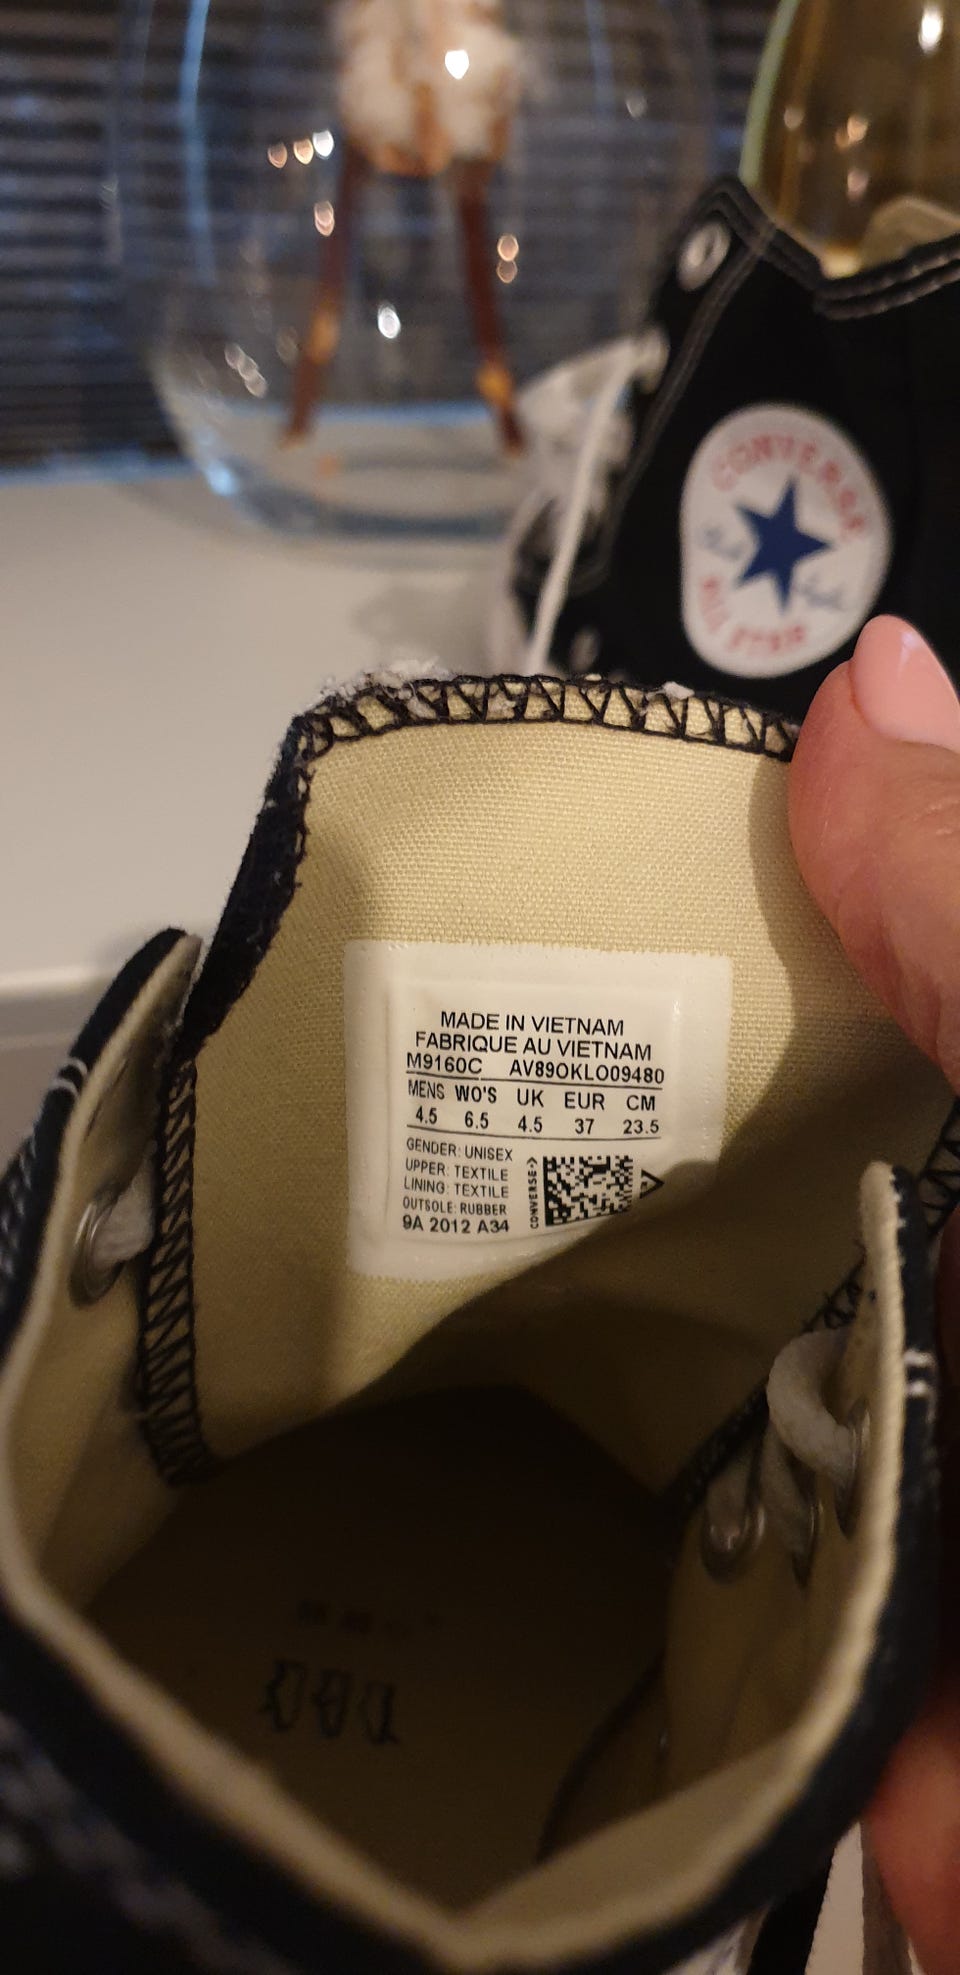 CONVERSE
ALL STAR
MADE IN VIETNAM
FABRIQUE AU VIETNAM
M9160C AV89OKLO09480
MENS WO'S UK EUR CM
4.5 6.5 4.5 37 23.5
GENDER: UNISEX
UPPER: TEXTILE
LINING: TEXTILE
OUTSOLE: RUBBER
9A 2012 A34
CONVERSE